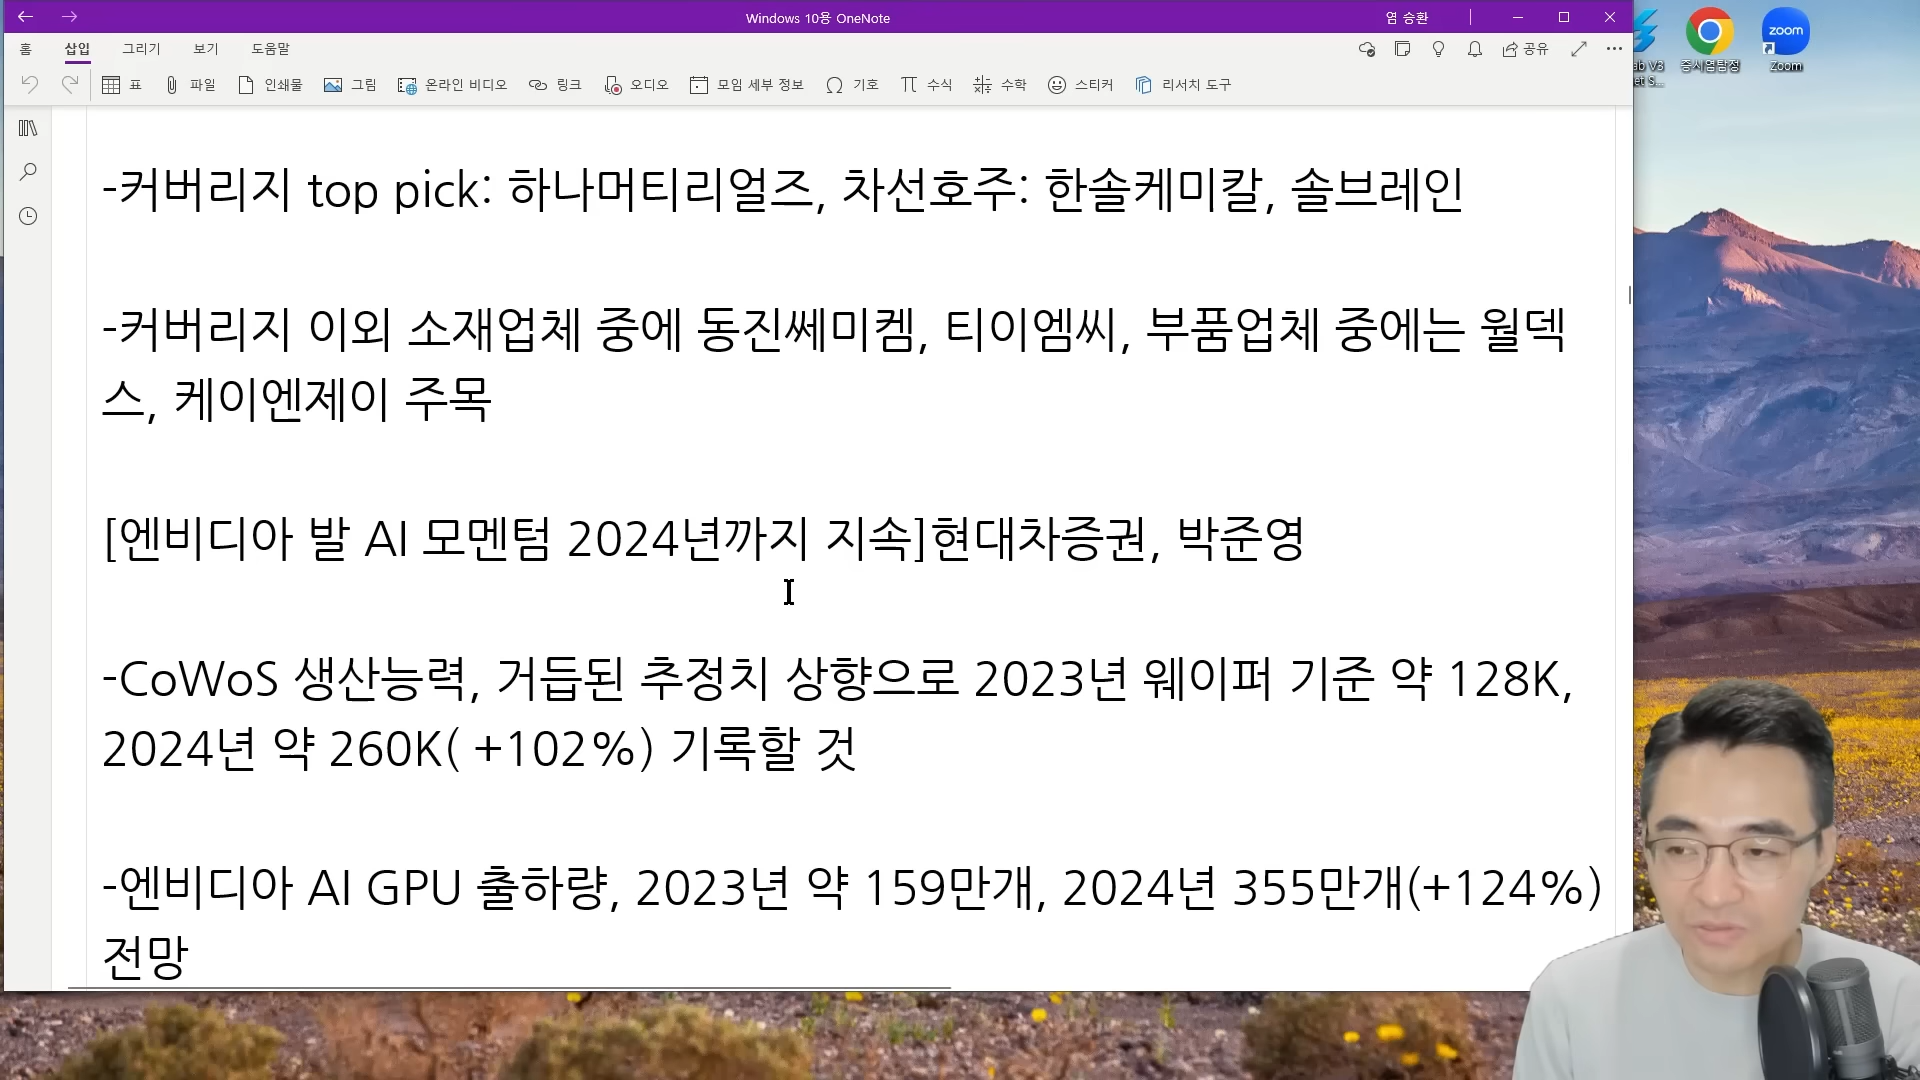 Windows 10용 OneNote
염 승환
홈 삽입 그리기 보기 도움말
공유
표 파일 인쇄물 그림 온라인 비디오 링크 오디오 모임 세부 정보 기호 수식 수학 스티커 리서치 도구
-커버리지 top pick: 하나머티리얼즈, 차선호주: 한솔케미칼, 솔브레인
-커버리지 이외 소재업체 중에 동진쎄미켐, 티이엠씨, 부품업체 중에는 월덱
스, 케이엔제이 주목
[엔비디아 발 AI 모멘텀 2024년까지 지속]현대차증권, 박준영
-CoWoS 생산능력, 거듭된 추정치 상향으로 2023년 웨이퍼 기준 약 128K,
2024년 약 260K( +102%) 기록할 것
-엔비디아 AI GPU 출하량, 2023년 약 159만개, 2024년 355만개(+124%)
전망
ab V3
et S...
증시염탐정
zoom
Zoom